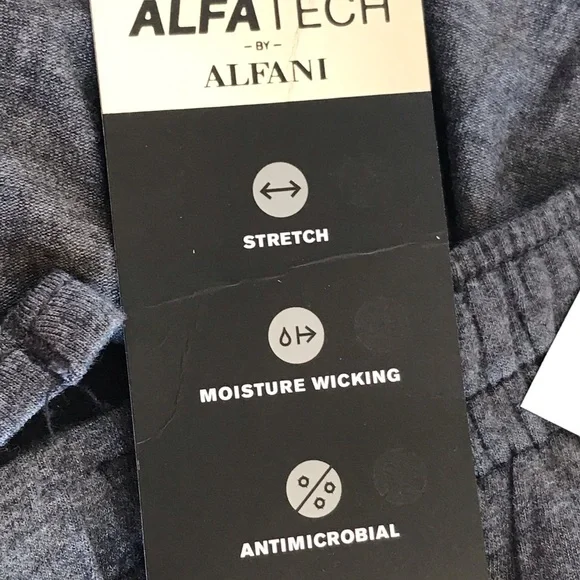 ALFATECH
- BY -
ALFANI
STRETCH
MOISTURE WICKING
ANTIMICROBIAL